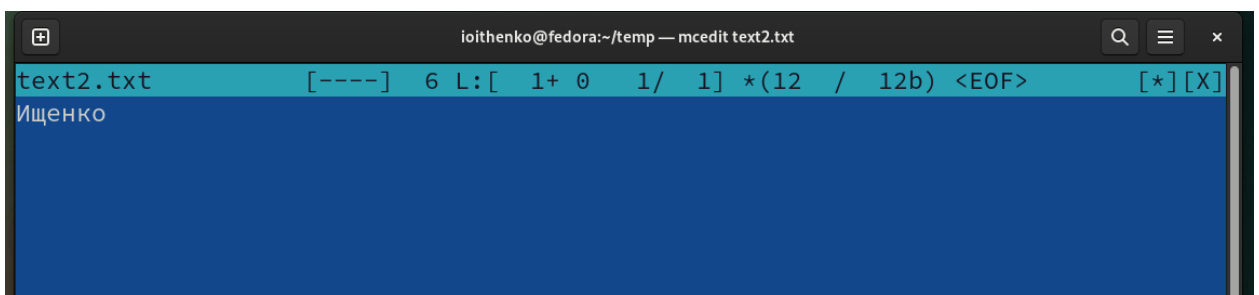 ioithenko@fedora:~/temp — mcedit text2.txt
text2.txt [----] 6 L:[ 1+ 0 1/ 1] *(12 / 12b) <EOF> [*][X]
Ищенко